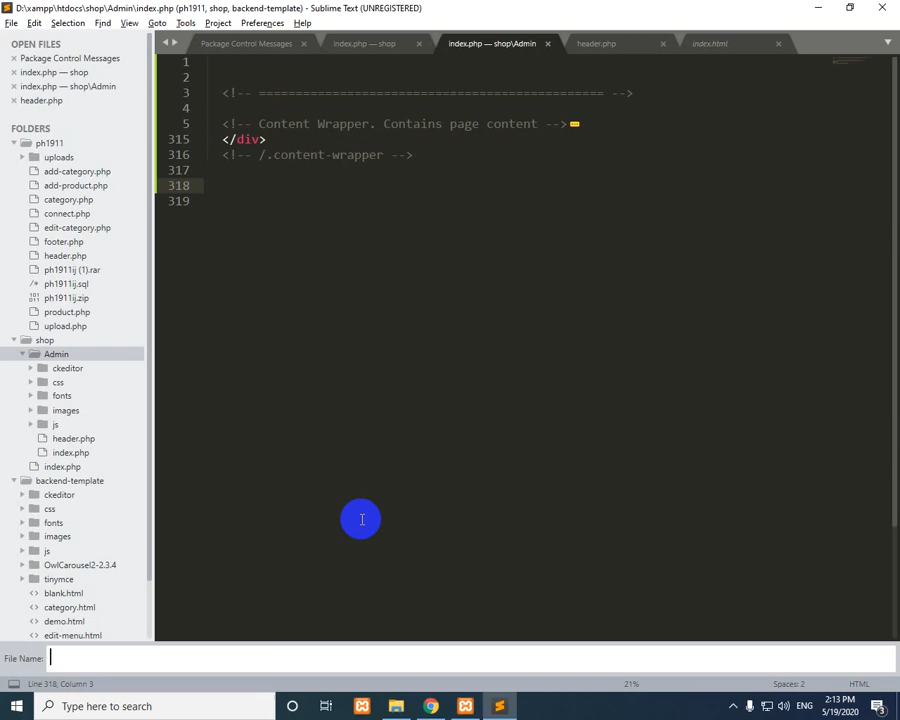 D:\xampp\htdocs\shop\Admin\index.php (ph1911, shop, backend-template) - Sublime Text (UNREGISTERED)
File Edit Selection Find View Goto Tools Project Preferences Help
OPEN FILES
Package Control Messages
index.php — shop
index.php — shop\Admin
header.php
FOLDERS
ph1911
uploads
add-category.php
add-product.php
category.php
connect.php
edit-category.php
footer.php
header.php
ph1911ij (1).rar
ph1911ij.sql
ph1911ij.zip
product.php
upload.php
shop
Admin
ckeditor
css
fonts
images
js
header.php
index.php
index.php
backend-template
ckeditor
css
fonts
images
js
OwlCarousel2-2.3.4
tinymce
blank.html
category.html
demo.html
edit-menu.html
Package Control Messages index.php — shop index.php — shop\Admin header.php index.html
1
2
3 <!-- =============================================== -->
4
5 <!-- Content Wrapper. Contains page content -->
315 </div>
316 <!-- /.content-wrapper -->
317
318
319
File Name:
Line 318, Column 3 21% Spaces: 2 HTML
Type here to search
ENG
2:13 PM
5/19/2020
3